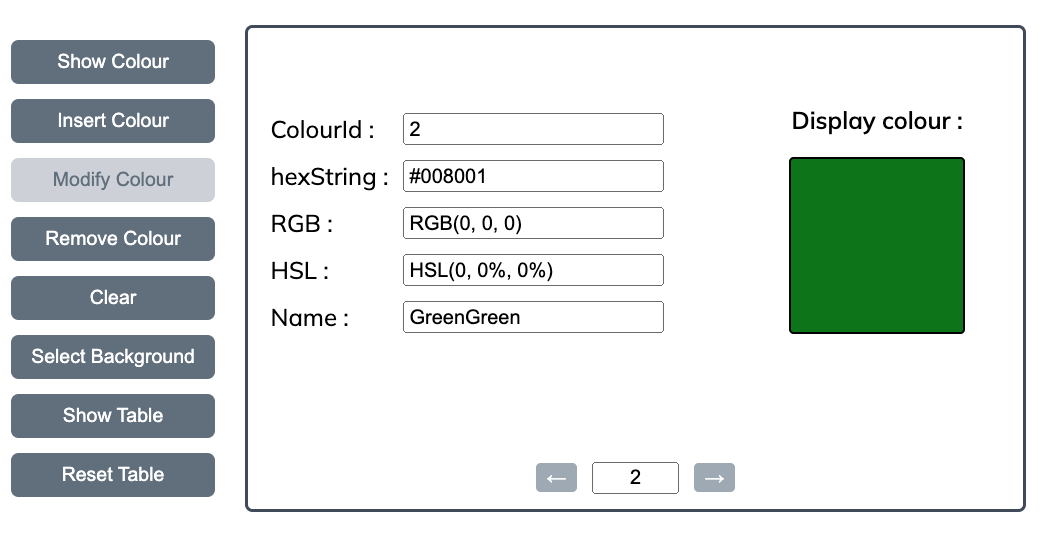 Show Colour
Insert Colour
Modify Colour
Remove Colour
Clear
Select Background
Show Table
Reset Table
ColourId : 2
hexString : #008001
RGB : RGB(0, 0, 0)
HSL : HSL(0, 0%, 0%)
Name : GreenGreen
Display colour :
← 2 →